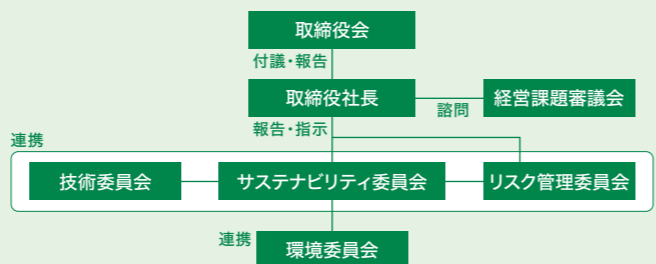 取締役会
付議・報告
取締役社長
諮問
経営課題審議会
報告・指示
連携
技術委員会
サステナビリティ委員会
リスク管理委員会
連携
環境委員会